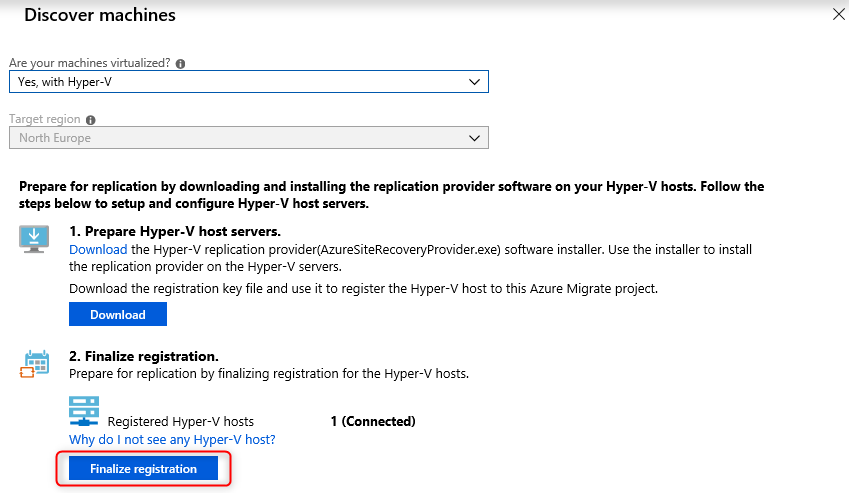 Discover machines
Are your machines virtualized?
Yes, with Hyper-V
Target region
North Europe
Prepare for replication by downloading and installing the replication provider software on your Hyper-V hosts. Follow the
steps below to setup and configure Hyper-V host servers.
1. Prepare Hyper-V host servers.
Download the Hyper-V replication provider(AzureSiteRecoveryProvider.exe) software installer. Use the installer to install
the replication provider on the Hyper-V servers.
Download the registration key file and use it to register the Hyper-V host to this Azure Migrate project.
Download
2. Finalize registration.
Prepare for replication by finalizing registration for the Hyper-V hosts.
Registered Hyper-V hosts 1 (Connected)
Why do I not see any Hyper-V host?
Finalize registration